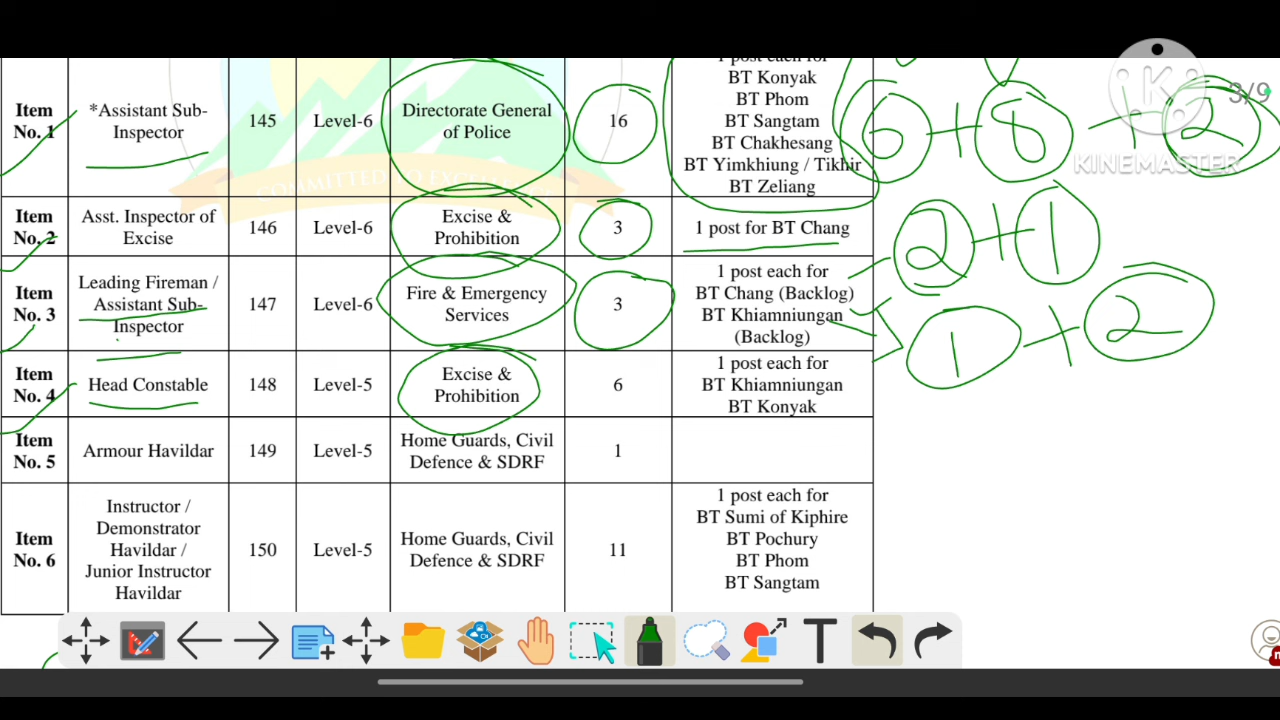 1 post each for
Item
No. 1
*Assistant Sub-
Inspector
145
Level-6
Directorate General
of Police
16
BT Konyak
BT Phom
BT Sangtam
BT Chakhesang
BT Yimkhiung / Tikhir
BT Zeliang
6 + 8 + 2
3/9
KINEMASTER
COMMITTED TO EXCELLENCE
Item
No. 2
Asst. Inspector of
Excise
146
Level-6
Excise &
Prohibition
3
1 post for BT Chang
2 + 1
Item
No. 3
Leading Fireman /
Assistant Sub-
Inspector
147
Level-6
Fire & Emergency
Services
3
1 post each for
BT Chang (Backlog)
BT Khiamniungan
(Backlog)
1 + 2
Item
No. 4
Head Constable
148
Level-5
Excise &
Prohibition
6
1 post each for
BT Khiamniungan
BT Konyak
Item
No. 5
Armour Havildar
149
Level-5
Home Guards, Civil
Defence & SDRF
1
Item
No. 6
Instructor /
Demonstrator
Havildar /
Junior Instructor
Havildar
150
Level-5
Home Guards, Civil
Defence & SDRF
11
1 post each for
BT Sumi of Kiphire
BT Pochury
BT Phom
BT Sangtam